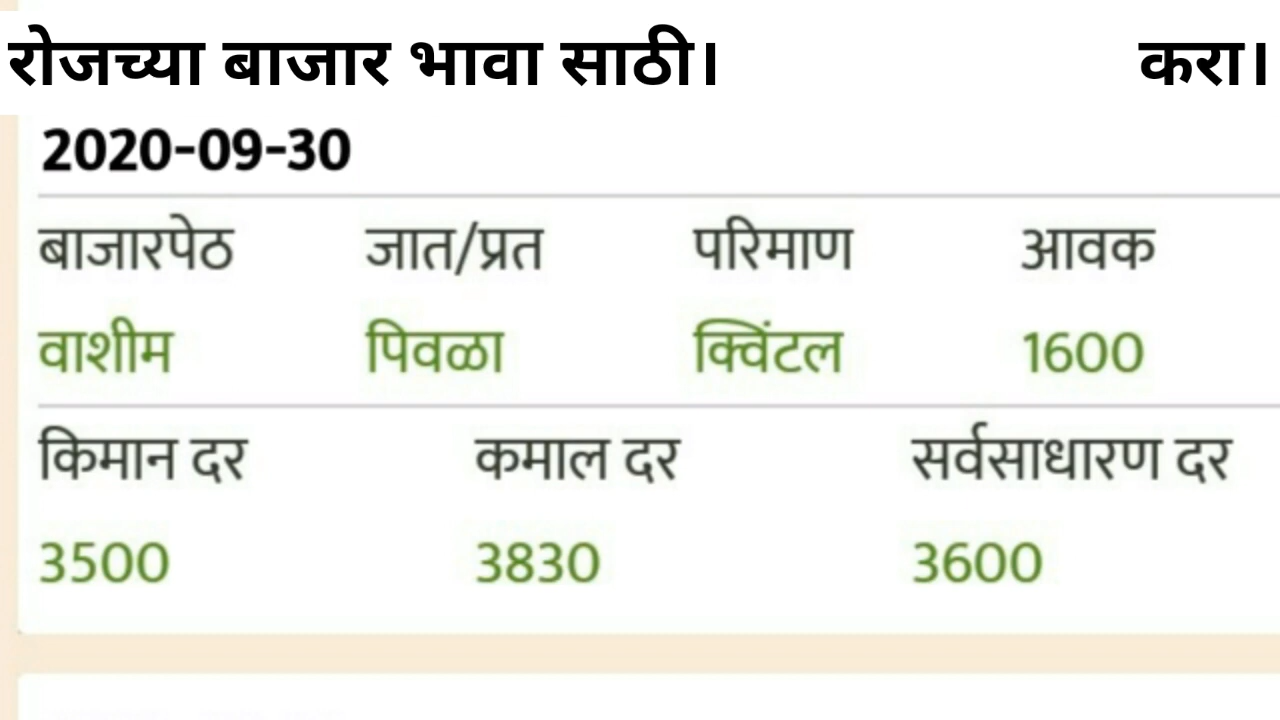 रोजच्या बाजार भावा साठी। करा।
2020-09-30
बाजारपेठ जात/प्रत परिमाण आवक
वाशीम पिवळा क्विंटल 1600
किमान दर कमाल दर सर्वसाधारण दर
3500 3830 3600